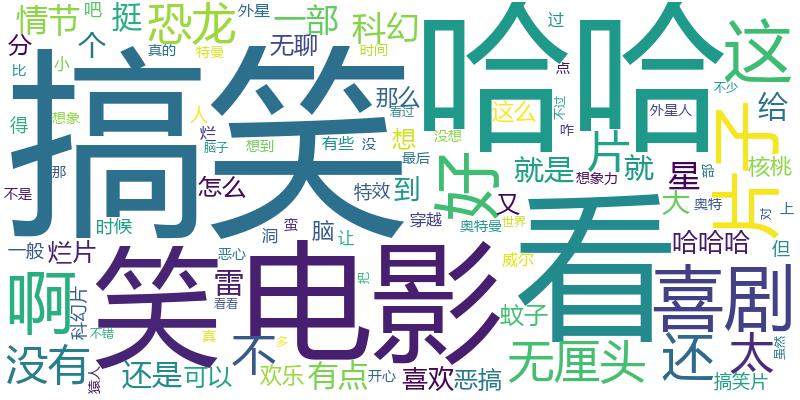 情节 吧 挺 恐龙 外星 一部 科幻 过
分 个 真的 特曼 无聊 时间 点 这
比 小 搞笑 哈哈 那么 看过 不少
得 想象 人 烂 这么 不过 外星人 给
那 脑子 想到 有些 没 想 没想 咋 片 片子
不是 怎么 特效 到 最后 好 就是 想象力 就 星 核桃
时候 蛮 洞 脑 让 穿越 奥特曼 又 世界 大 奥特 对 上
一般 烂片 恶心 威尔 看 哈哈哈 但
啊 科幻片 笑 雷 看看 电影 蚊子 喜剧
不错 真 多 虽然
没有 猿人 还是 可以 不 欢乐 有点 开心 喜欢 恶搞 无厘头 还 太 搞笑片